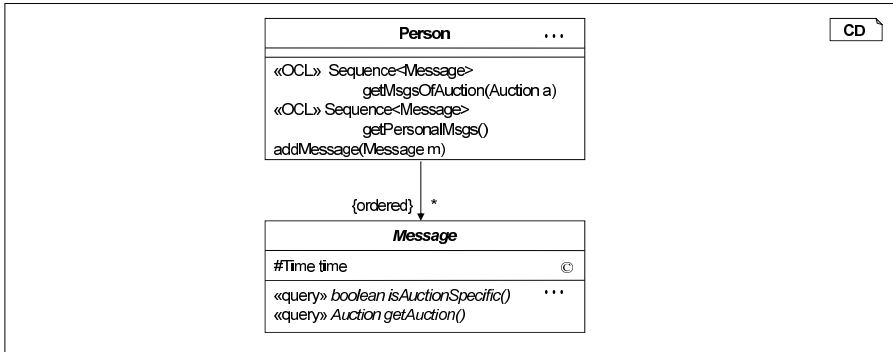 Person ...
CD
«OCL» Sequence<Message>
getMsgsOfAuction(Auction a)
«OCL» Sequence<Message>
getPersonalMsgs()
addMessage(Message m)
{ordered} *
Message
#Time time ©
«query» boolean isAuctionSpecific() ...
«query» Auction getAuction()